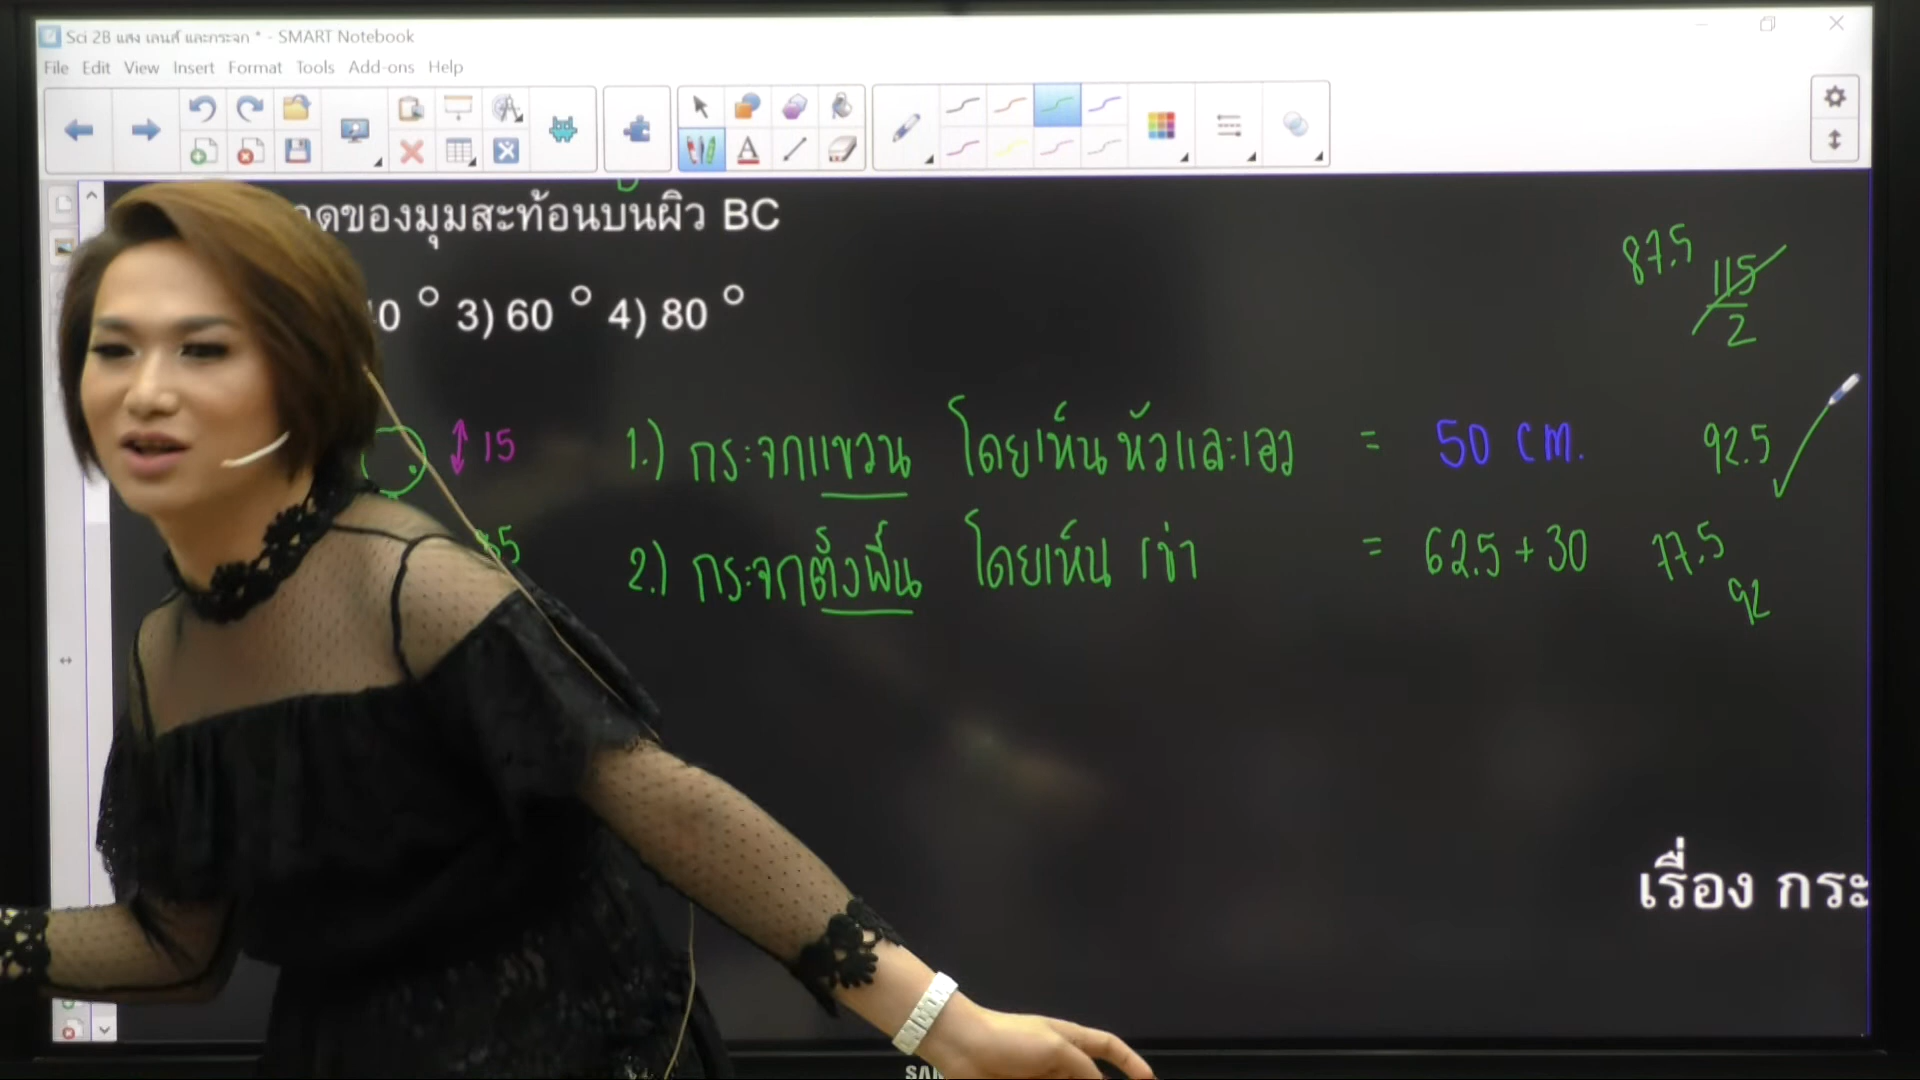 Sci 2B แสง เลนส์ และกระจก * - SMART Notebook
File Edit View Insert Format Tools Add-ons Help
ของมุมสะท้อนบนผิว BC
0 ° 3) 60 ° 4) 80 °
87.5
115
2
15
1.) กระจกแขวน โดยเห็นหัวและเอว = 50 cm.
92.5
2.) กระจกตั้งพื้น โดยเห็น เข่า = 62.5 + 30
77.5
92
เรื่อง กระ